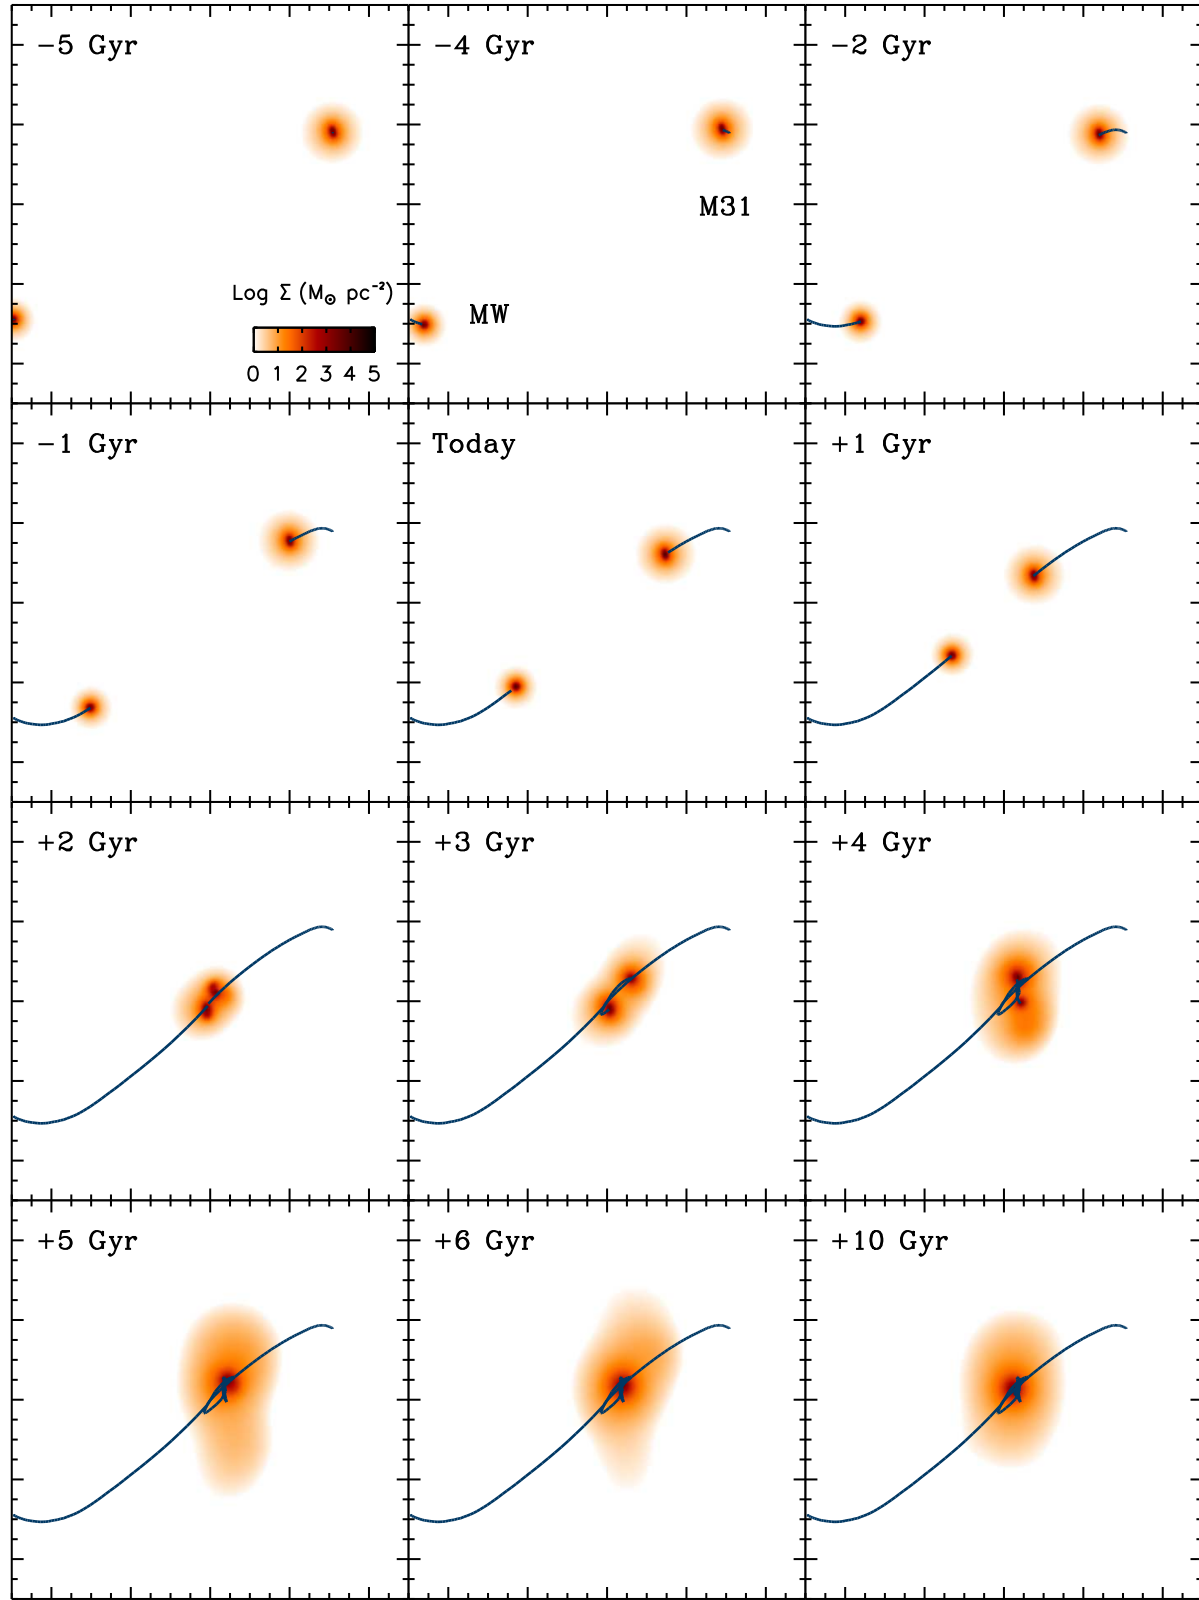 −5 Gyr
−4 Gyr
−2 Gyr
M31
Log Σ (M⊙ pc⁻²)
MW
0 1 2 3 4 5
−1 Gyr
Today
+1 Gyr
+2 Gyr
+3 Gyr
+4 Gyr
+5 Gyr
+6 Gyr
+10 Gyr